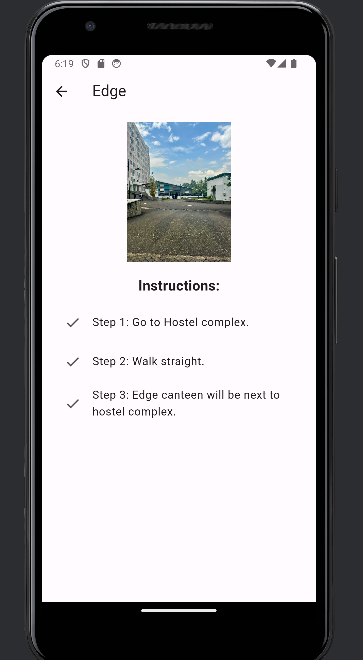 6:19
Edge
Instructions:
Step 1: Go to Hostel complex.
Step 2: Walk straight.
Step 3: Edge canteen will be next to
hostel complex.